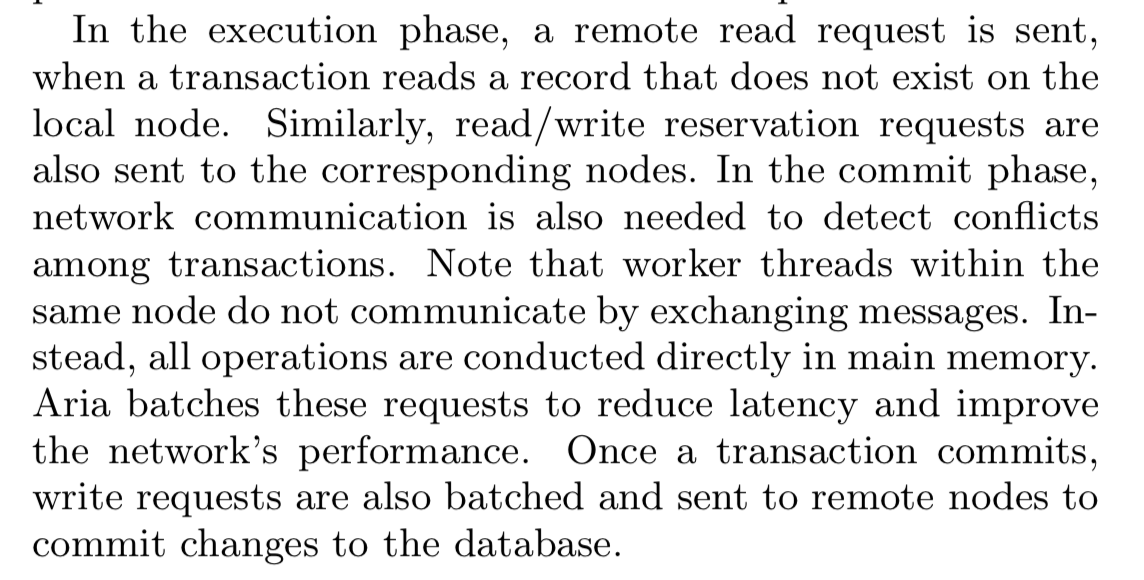 In the execution phase, a remote read request is sent,
when a transaction reads a record that does not exist on the
local node. Similarly, read/write reservation requests are
also sent to the corresponding nodes. In the commit phase,
network communication is also needed to detect conflicts
among transactions. Note that worker threads within the
same node do not communicate by exchanging messages. In-
stead, all operations are conducted directly in main memory.
Aria batches these requests to reduce latency and improve
the network's performance. Once a transaction commits,
write requests are also batched and sent to remote nodes to
commit changes to the database.